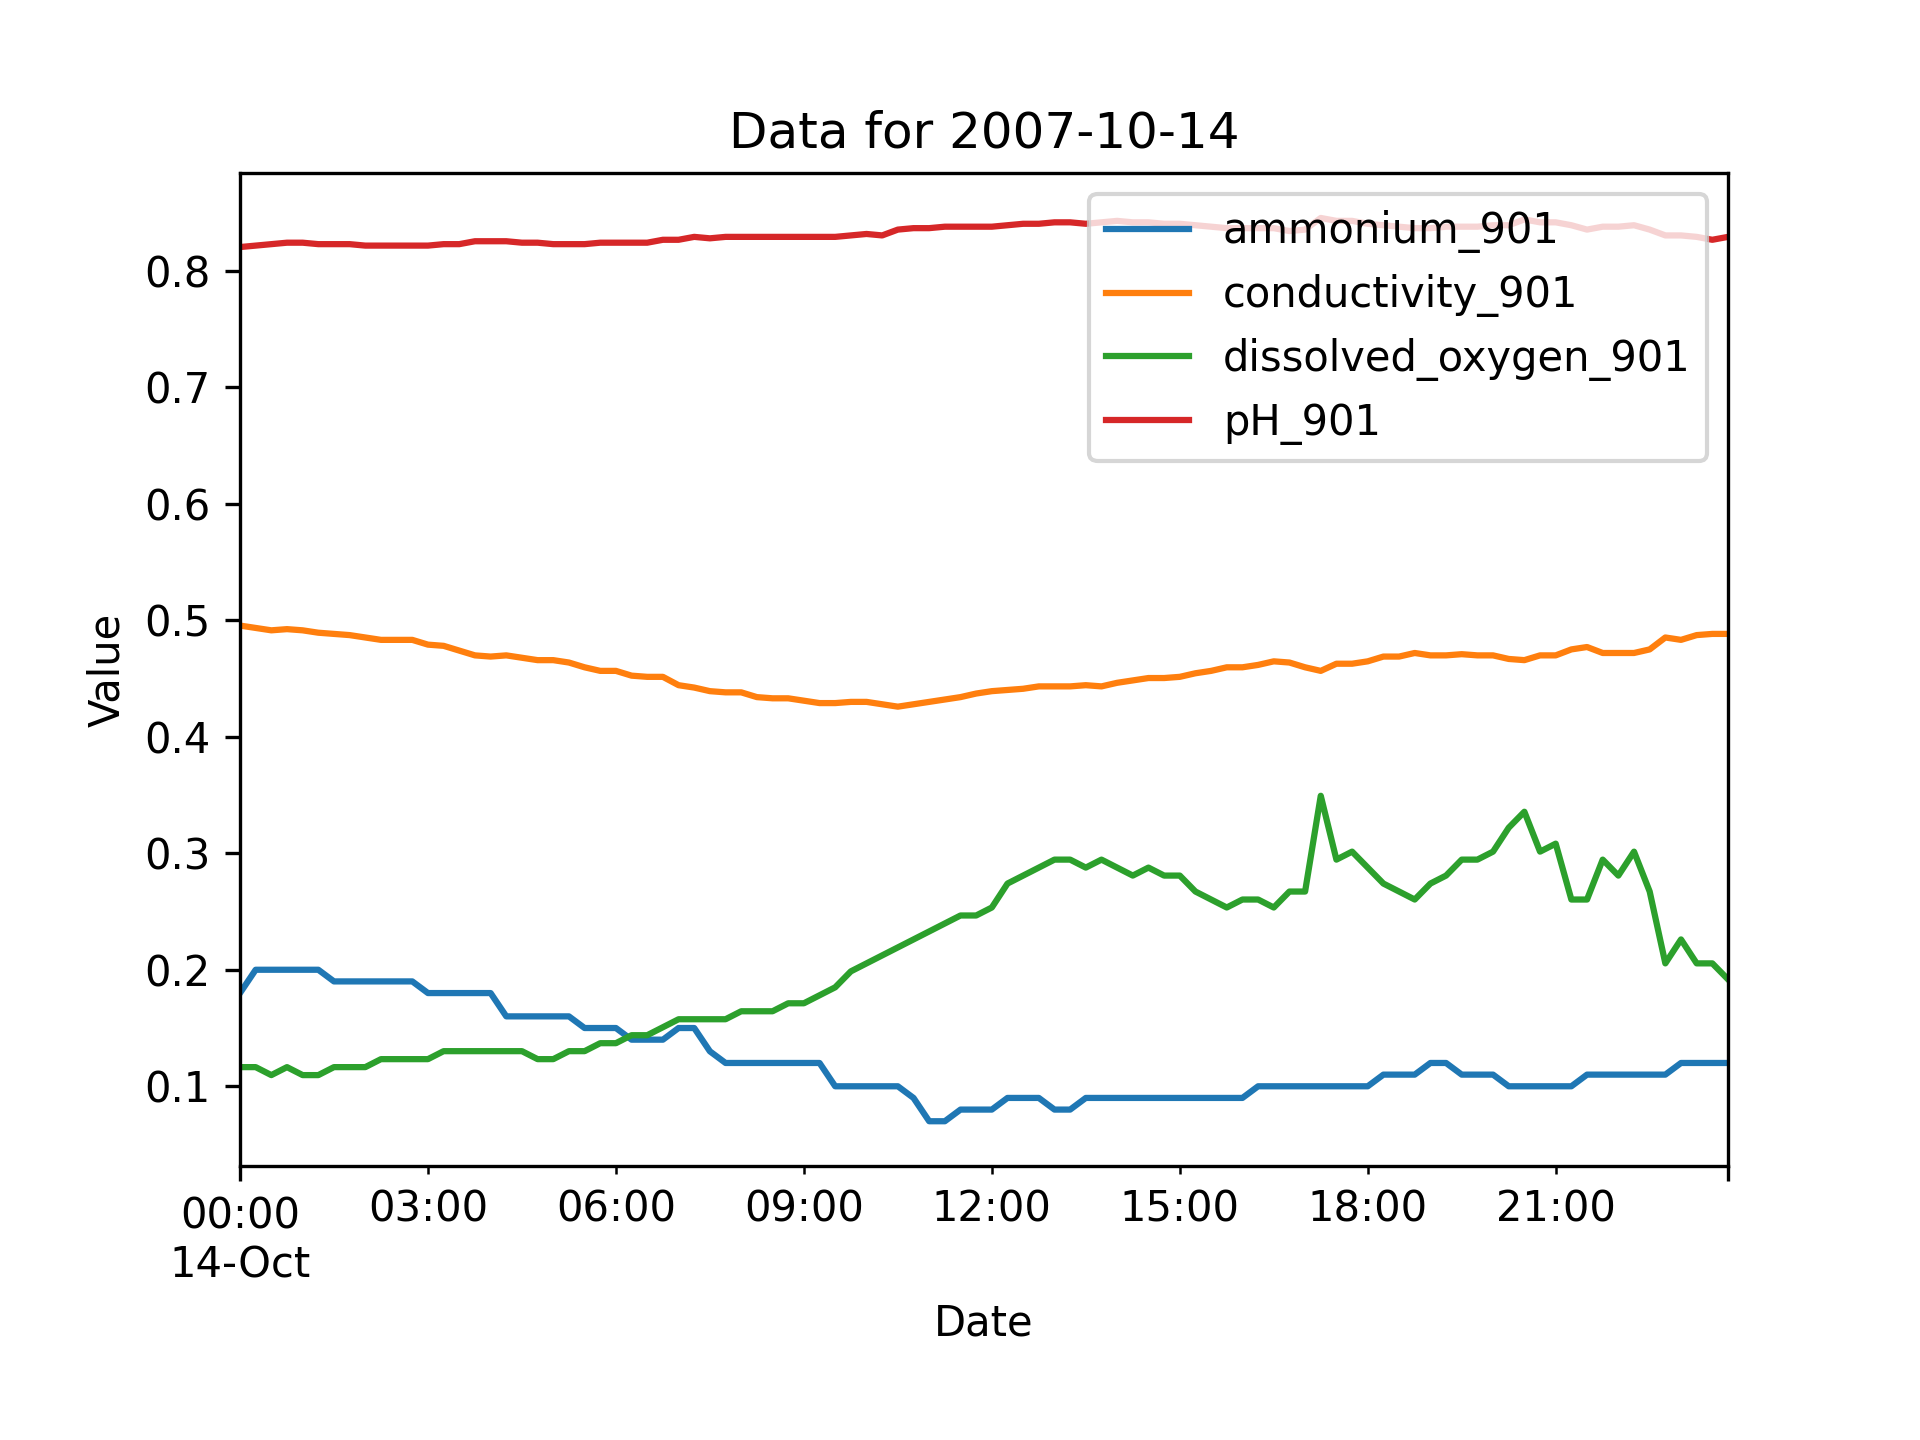 Data for 2007-10-14
ammonium_901
conductivity_901
dissolved_oxygen_901
pH_901
Value
0.8
0.7
0.6
0.5
0.4
0.3
0.2
0.1
00:00 03:00 06:00 09:00 12:00 15:00 18:00 21:00
14-Oct
Date